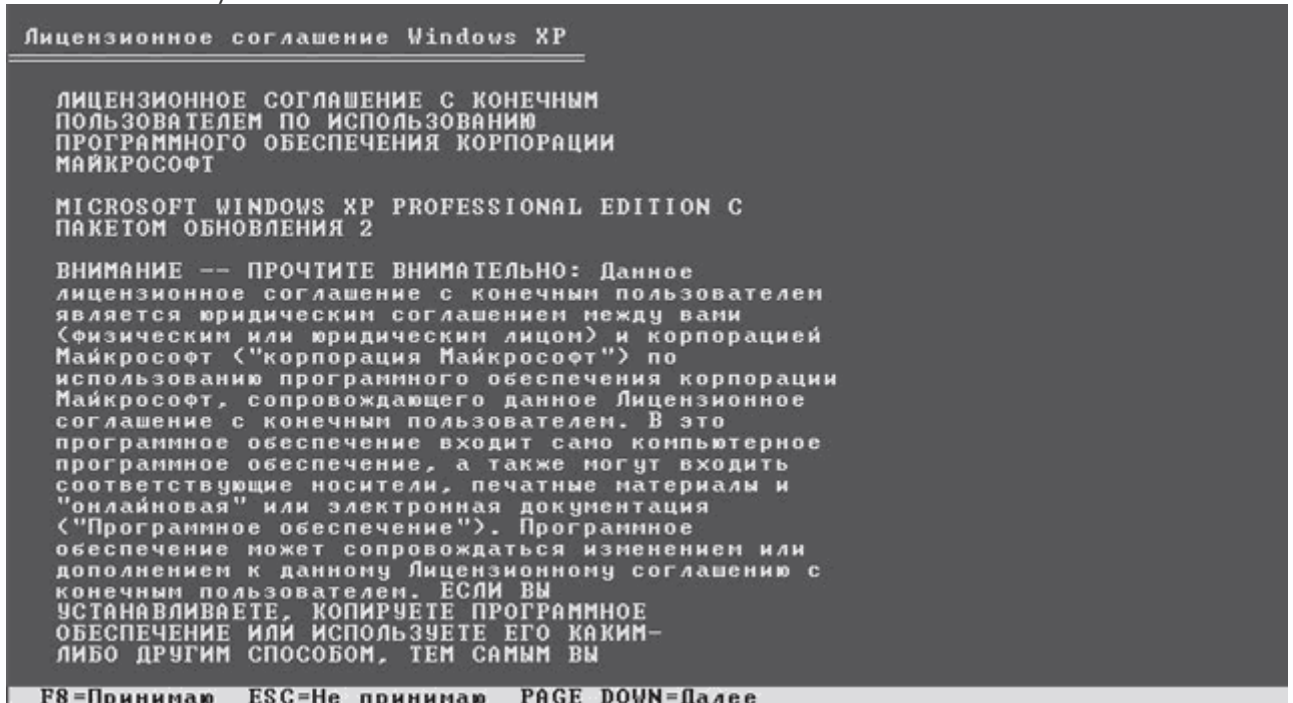 Лицензионное соглашение Windows XP
ЛИЦЕНЗИОННОЕ СОГЛАШЕНИЕ С КОНЕЧНЫМ
ПОЛЬЗОВАТЕЛЕМ ПО ИСПОЛЬЗОВАНИЮ
ПРОГРАММНОГО ОБЕСПЕЧЕНИЯ КОРПОРАЦИИ
МАЙКРОСОФТ
MICROSOFT WINDOWS XP PROFESSIONAL EDITION С
ПАКЕТОМ ОБНОВЛЕНИЯ 2
ВНИМАНИЕ -- ПРОЧТИТЕ ВНИМАТЕЛЬНО: Данное
лицензионное соглашение с конечным пользователем
является юридическим соглашением между вами
(физическим или юридическим лицом) и корпорацией
Майкрософт ("корпорация Майкрософт") по
использованию программного обеспечения корпорации
Майкрософт, сопровождающего данное Лицензионное
соглашение с конечным пользователем. В это
программное обеспечение входит само компьютерное
программное обеспечение, а также могут входить
соответствующие носители, печатные материалы и
"онлайновая" или электронная документация
("Программное обеспечение"). Программное
обеспечение может сопровождаться изменением или
дополнением к данному Лицензионному соглашению с
конечным пользователем. ЕСЛИ ВЫ
УСТАНАВЛИВАЕТЕ, КОПИРУЕТЕ ПРОГРАММНОЕ
ОБЕСПЕЧЕНИЕ ИЛИ ИСПОЛЬЗУЕТЕ ЕГО КАКИМ-
ЛИБО ДРУГИМ СПОСОБОМ, ТЕМ САМЫМ ВЫ
F8=Принимаю ESC=Не принимаю PAGE DOWN=Далее